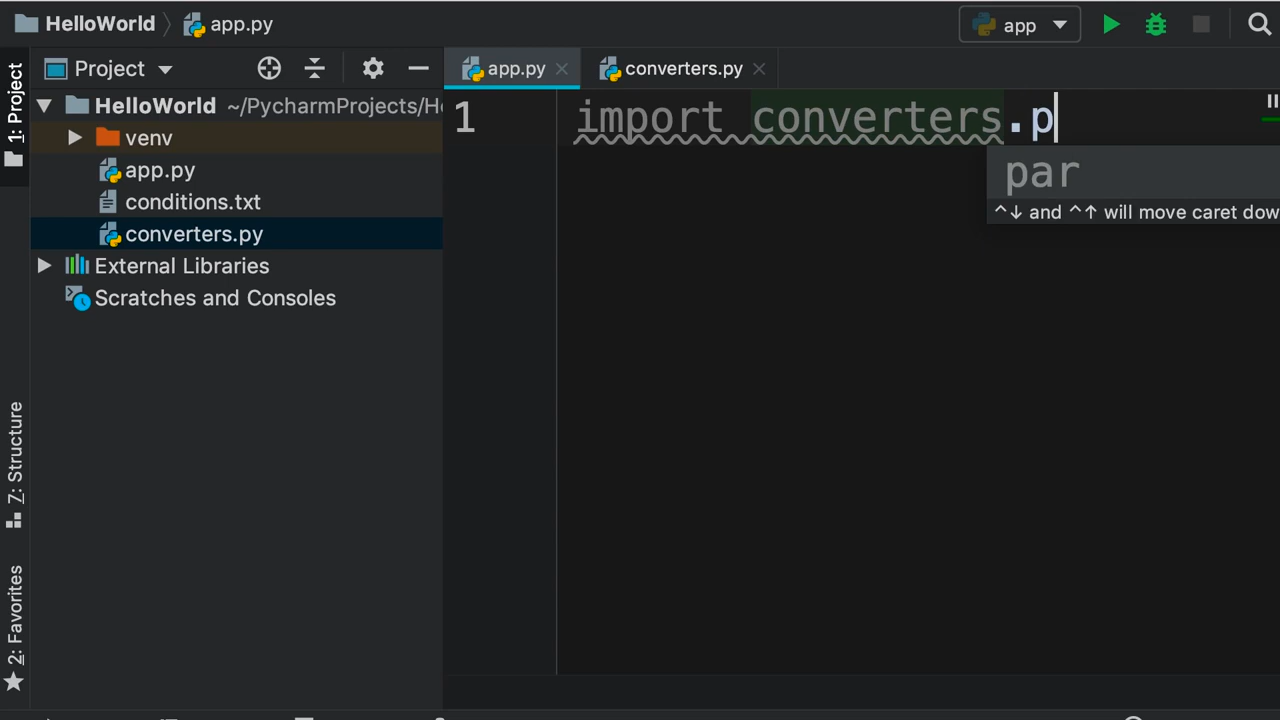 HelloWorld
app.py
app
1: Project
Project
app.py
converters.py
HelloWorld ~/PycharmProjects/He
venv
app.py
conditions.txt
converters.py
External Libraries
Scratches and Consoles
7: Structure
2: Favorites
1
import converters.p
"
par
^↓ and ^↑ will move caret dow